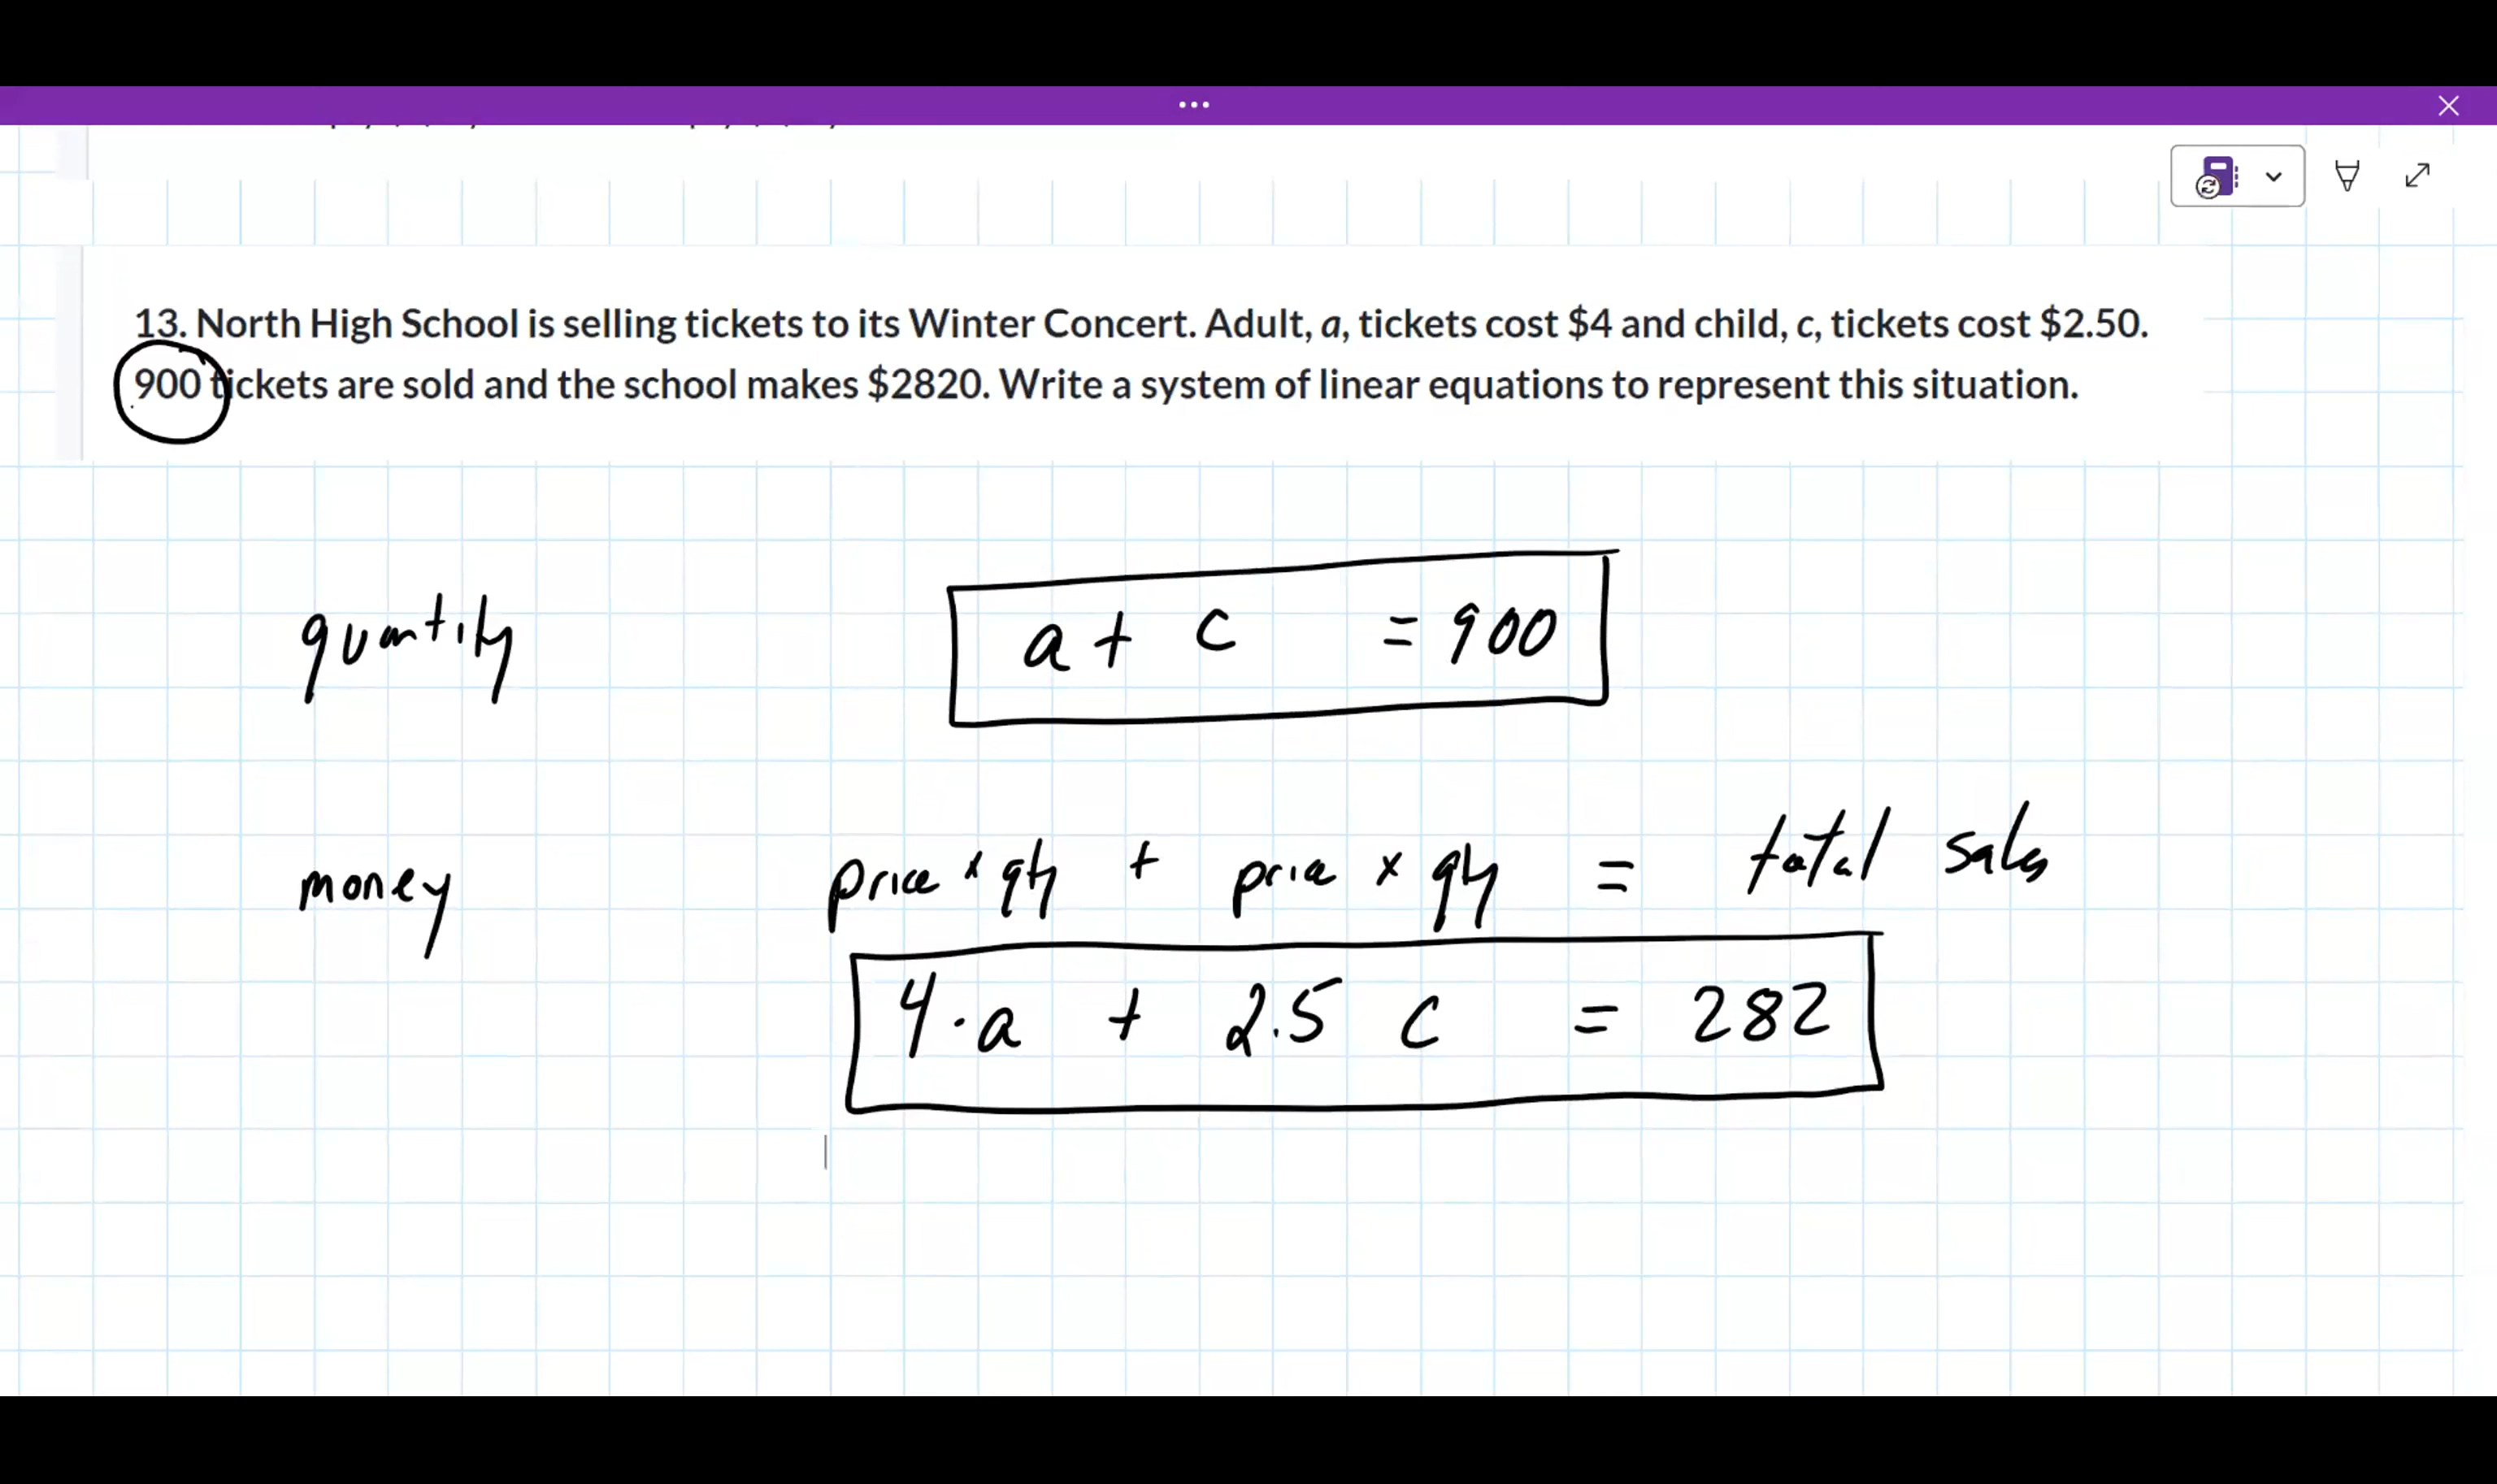 13. North High School is selling tickets to its Winter Concert. Adult, a, tickets cost $4 and child, c, tickets cost $2.50.
900 tickets are sold and the school makes $2820. Write a system of linear equations to represent this situation.
quantity
a + c = 900
money
price × qty + price × qty = total sales
4 · a + 2.5 c = 282